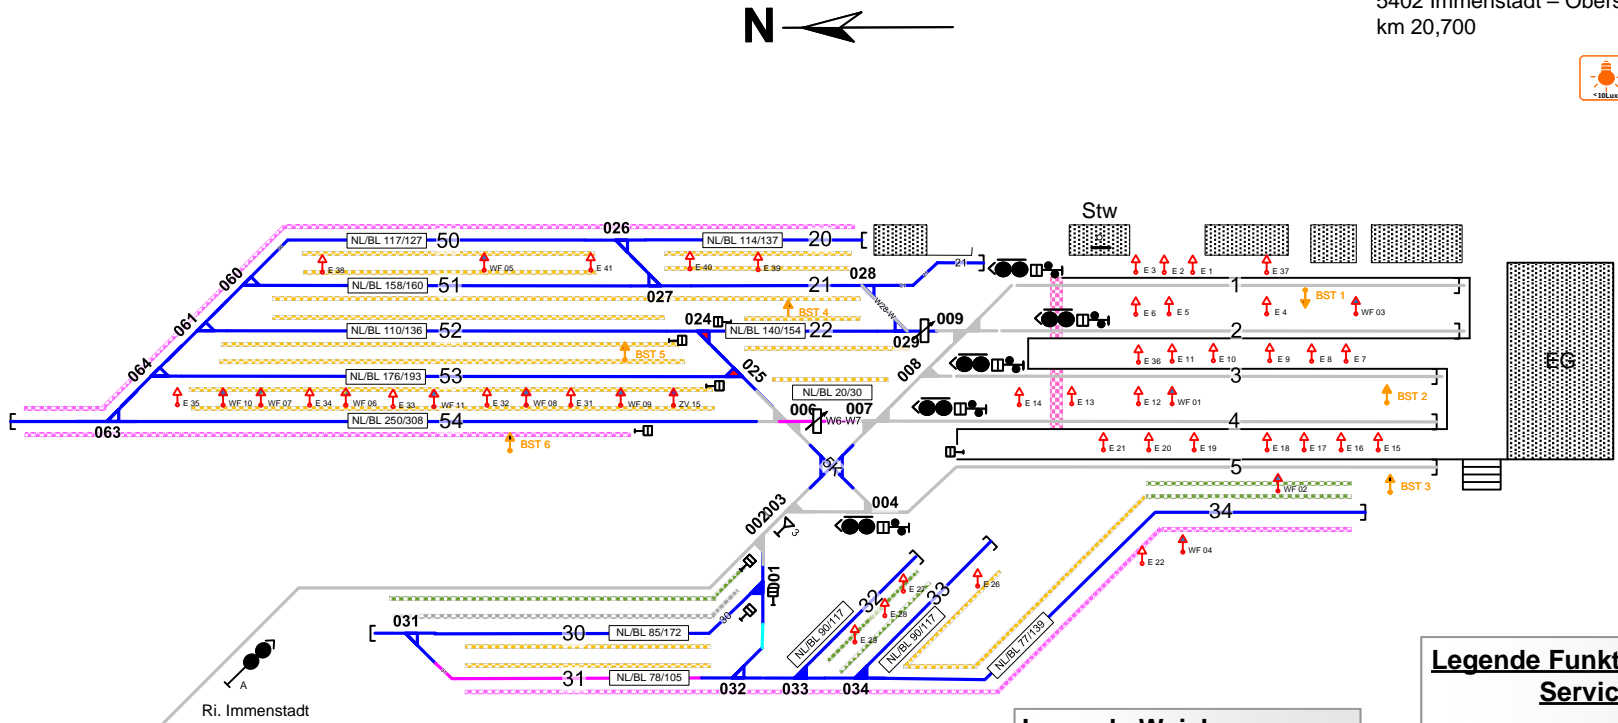 5402 Immenstadt – Obers
km 20,700
N
<10Lux
Stw
026
NL/BL 117/127
50
NL/BL 114/137
20
E 38
WF 05
E 41
E 40
E 39
21
E 3
E 2
E 1
E 37
060
NL/BL 158/160
51
027
21
028
1
BST 1
BST 4
W28-W
E 6
E 5
E 4
WF 03
061
NL/BL 110/136
52
024
NL/BL 140/154
22
029
009
2
BST 5
E 36
E 11
E 10
E 9
E 8
E 7
EG
064
NL/BL 176/193
53
025
008
3
NL/BL 20/30
E 35
WF 10
WF 07
E 34
WF 06
E 33
WF 11
E 32
WF 08
E 31
WF 09
ZV 15
E 14
E 13
E 12
WF 01
BST 2
063
NL/BL 250/308
54
006
W6-W7
007
4
BST 6
E 21
E 20
E 19
E 18
E 17
E 16
E 15
5
WF 02
BST 3
002
003
3
004
34
WF 04
E 22
001
32
E 27
E 28
E 29
33
E 26
30
031
30
NL/BL 85/172
NL/BL 90/117
NL/BL 90/117
NL/BL 77/139
31
NL/BL 78/105
032
033
034
A
Ri. Immenstadt
Legende Funkt
Servic